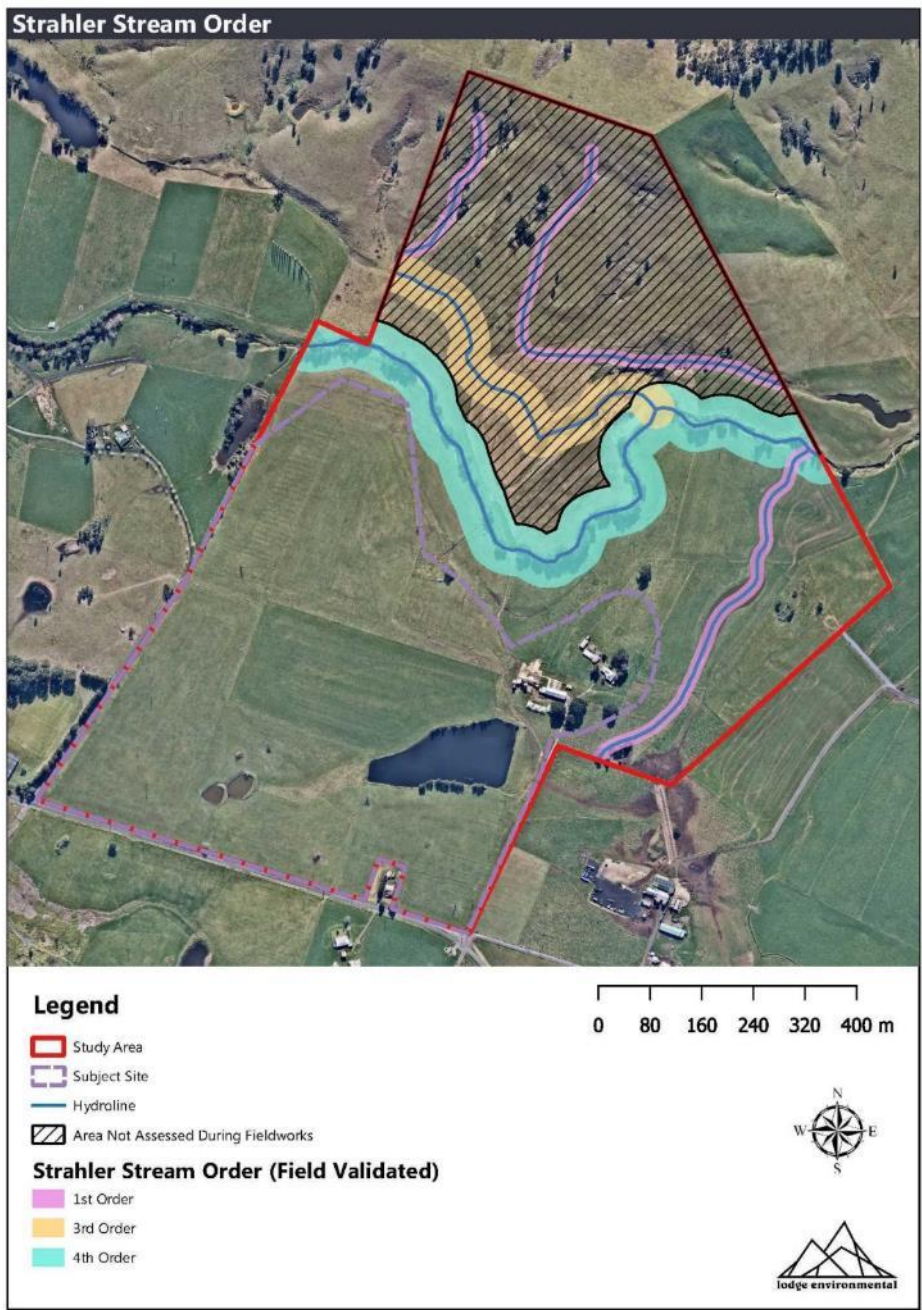 Strahler Stream Order
Legend
Study Area
Subject Site
Hydroline
Area Not Assessed During Fieldworks
Strahler Stream Order (Field Validated)
1st Order
3rd Order
4th Order
0 80 160 240 320 400 m
N
W E
S
lodge environmental